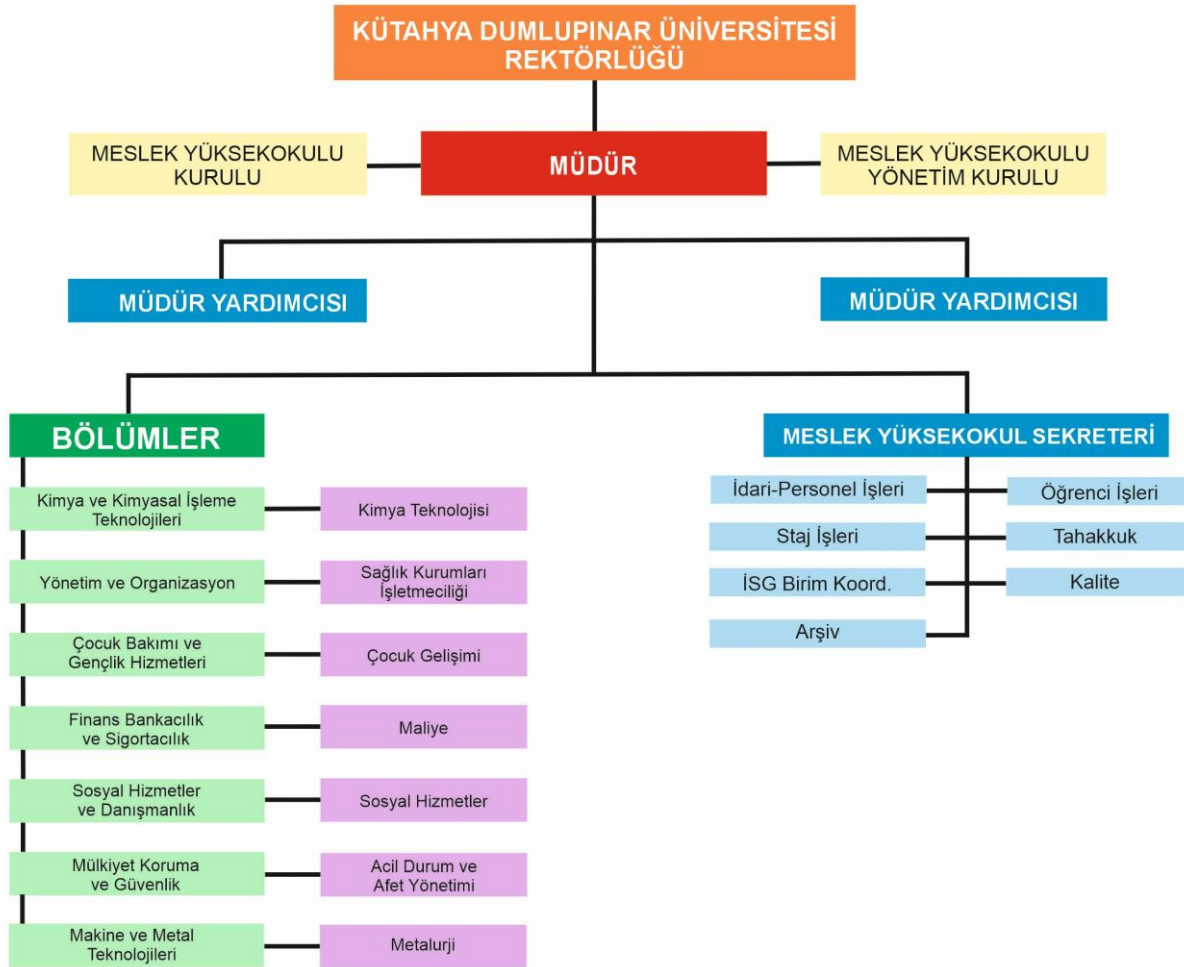 KÜTAHYA DUMLUPINAR ÜNİVERSİTESİ
REKTÖRLÜĞÜ
MESLEK YÜKSEKOKULU
KURULU
MÜDÜR
MESLEK YÜKSEKOKULU
YÖNETİM KURULU
MÜDÜR YARDIMCISI
MÜDÜR YARDIMCISI
BÖLÜMLER
Kimya ve Kimyasal İşleme
Teknolojileri
Kimya Teknolojisi
Yönetim ve Organizasyon
Sağlık Kurumları
İşletmeciliği
Çocuk Bakımı ve
Gençlik Hizmetleri
Çocuk Gelişimi
Finans Bankacılık
ve Sigortacılık
Maliye
Sosyal Hizmetler
ve Danışmanlık
Sosyal Hizmetler
Mülkiyet Koruma
ve Güvenlik
Acil Durum ve
Afet Yönetimi
Makine ve Metal
Teknolojileri
Metalurji
MESLEK YÜKSEKOKUL SEKRETERİ
İdari-Personel İşleri
Öğrenci İşleri
Staj İşleri
Tahakkuk
İSG Birim Koord.
Kalite
Arşiv